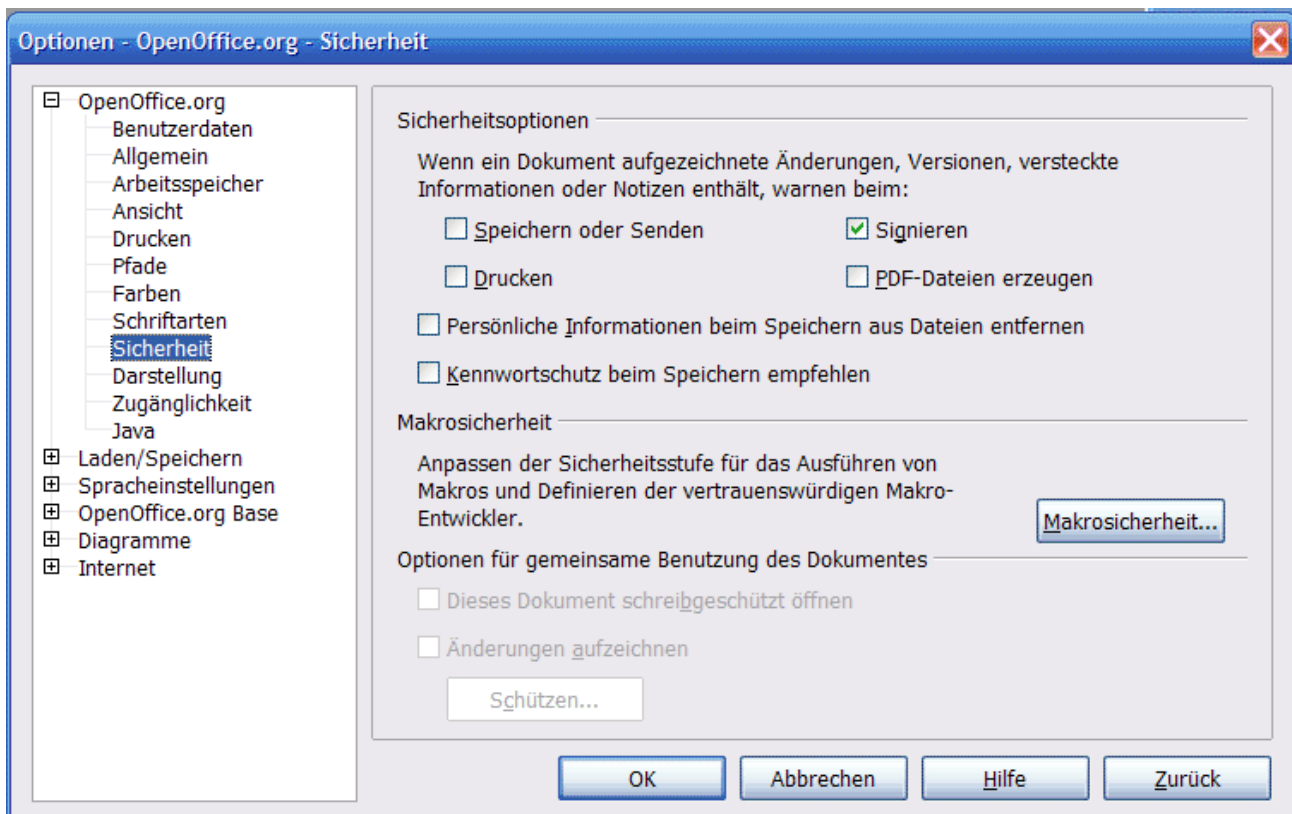 Optionen - OpenOffice.org - Sicherheit
OpenOffice.org
Benutzerdaten
Allgemein
Arbeitsspeicher
Ansicht
Drucken
Pfade
Farben
Schriftarten
Sicherheit
Darstellung
Zugänglichkeit
Java
Laden/Speichern
Spracheinstellungen
OpenOffice.org Base
Diagramme
Internet
Sicherheitsoptionen
Wenn ein Dokument aufgezeichnete Änderungen, Versionen, versteckte
Informationen oder Notizen enthält, warnen beim:
Speichern oder Senden
Signieren
Drucken
PDF-Dateien erzeugen
Persönliche Informationen beim Speichern aus Dateien entfernen
Kennwortschutz beim Speichern empfehlen
Makrosicherheit
Anpassen der Sicherheitsstufe für das Ausführen von
Makros und Definieren der vertrauenswürdigen Makro-
Entwickler.
Makrosicherheit...
Optionen für gemeinsame Benutzung des Dokumentes
Dieses Dokument schreibgeschützt öffnen
Änderungen aufzeichnen
Schützen...
OK
Abbrechen
Hilfe
Zurück